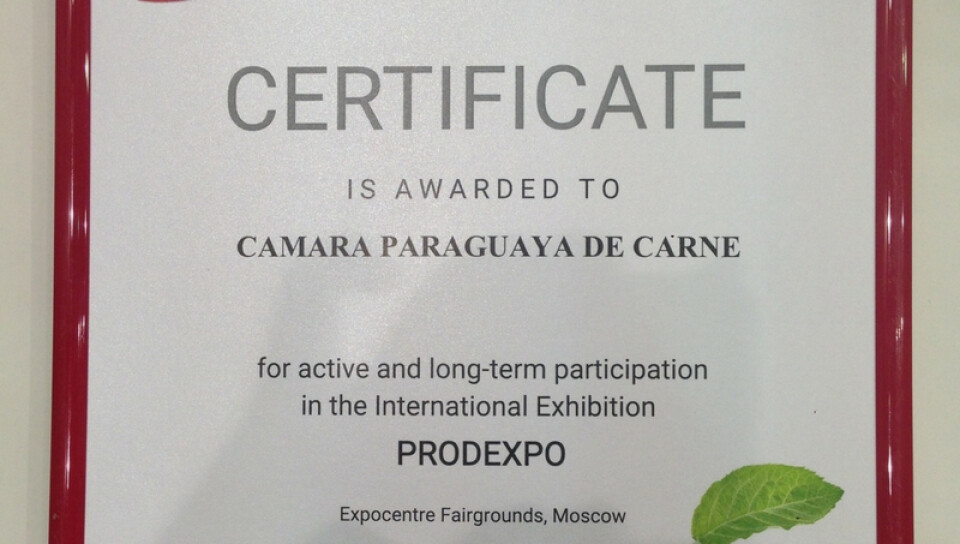 CERTIFICATE
IS AWARDED TO
CAMARA PARAGUAYA DE CARNE
for active and long-term participation
in the International Exhibition
PRODEXPO
Expocentre Fairgrounds, Moscow